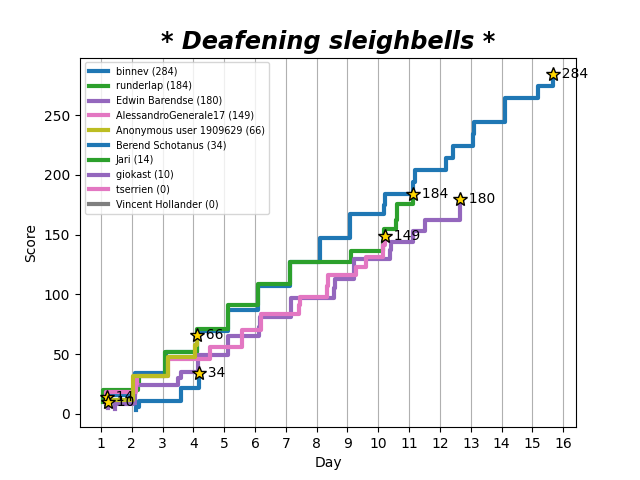 * Deafening sleighbells *
binnev (284)
runderlap (184)
Edwin Barendse (180)
AlessandroGenerale17 (149)
Anonymous user 1909629 (66)
Berend Schotanus (34)
Jari (14)
giokast (10)
tserrien (0)
Vincent Hollander (0)
Score
250
200
150
100
50
0
284
184
180
149
66
34
14
10
1 2 3 4 5 6 7 8 9 10 11 12 13 14 15 16
Day